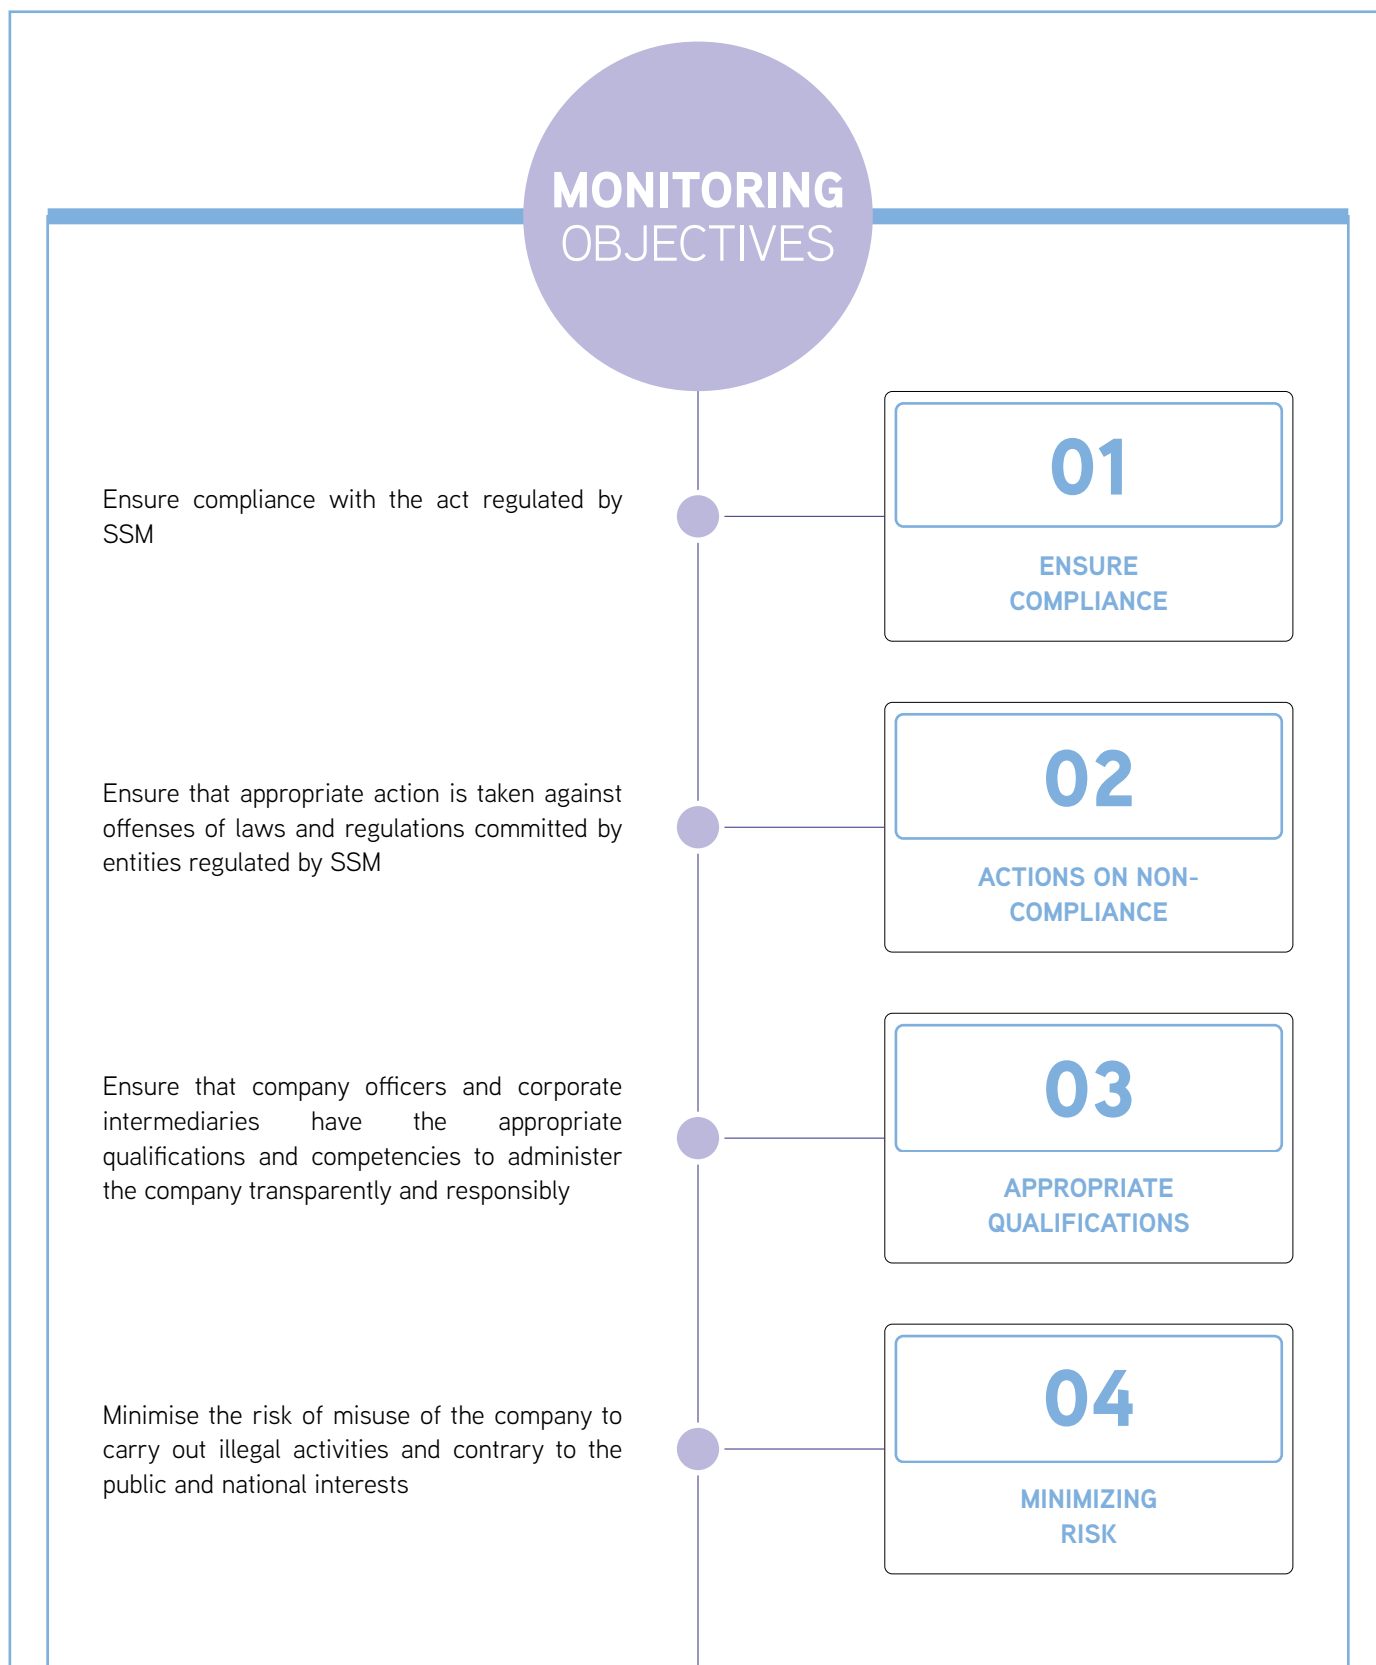 MONITORING
OBJECTIVES
Ensure compliance with the act regulated by
SSM
01
ENSURE
COMPLIANCE
Ensure that appropriate action is taken against
offenses of laws and regulations committed by
entities regulated by SSM
02
ACTIONS ON NON-
COMPLIANCE
Ensure that company officers and corporate
intermediaries have the appropriate
qualifications and competencies to administer
the company transparently and responsibly
03
APPROPRIATE
QUALIFICATIONS
Minimise the risk of misuse of the company to
carry out illegal activities and contrary to the
public and national interests
04
MINIMIZING
RISK